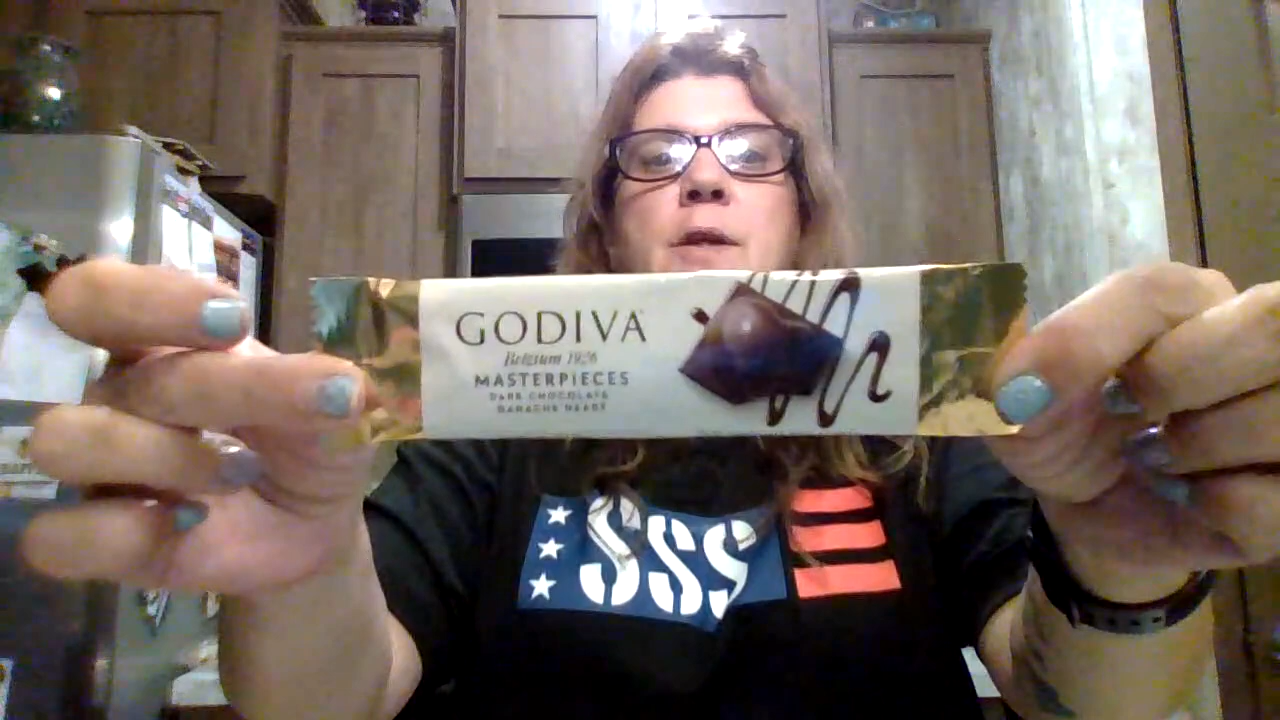 GODIVA
Belgium 1926
MASTERPIECES
DARK CHOCOLATE
GANACHE HEART
SSS